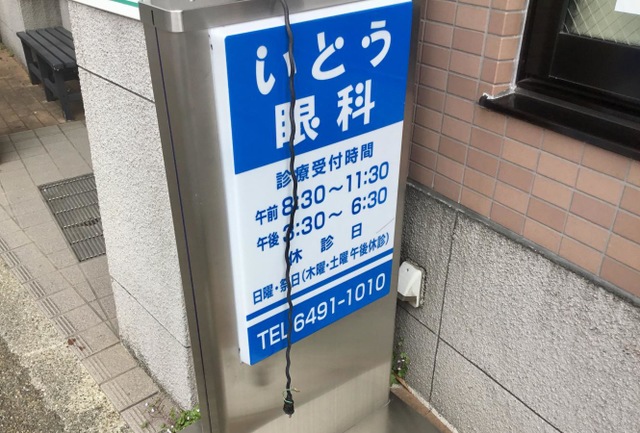 いとう
眼科
診療受付時間
午前 8:30～11:30
午後 3:30～ 6:30
休診日
日曜・祭日(木曜・土曜 午後休診)
TEL 6491-1010